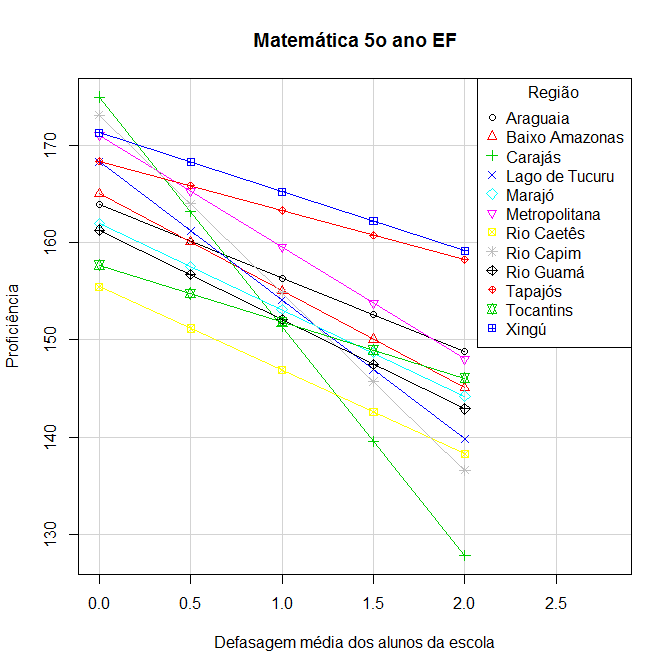 Matemática 5o ano EF
Região
Araguaia
Baixo Amazonas
Carajás
Lago de Tucuru
Marajó
Metropolitana
Rio Caetês
Rio Capim
Rio Guamá
Tapajós
Tocantins
Xingú
Proficiência
170
160
150
140
130
0.0 0.5 1.0 1.5 2.0 2.5
Defasagem média dos alunos da escola